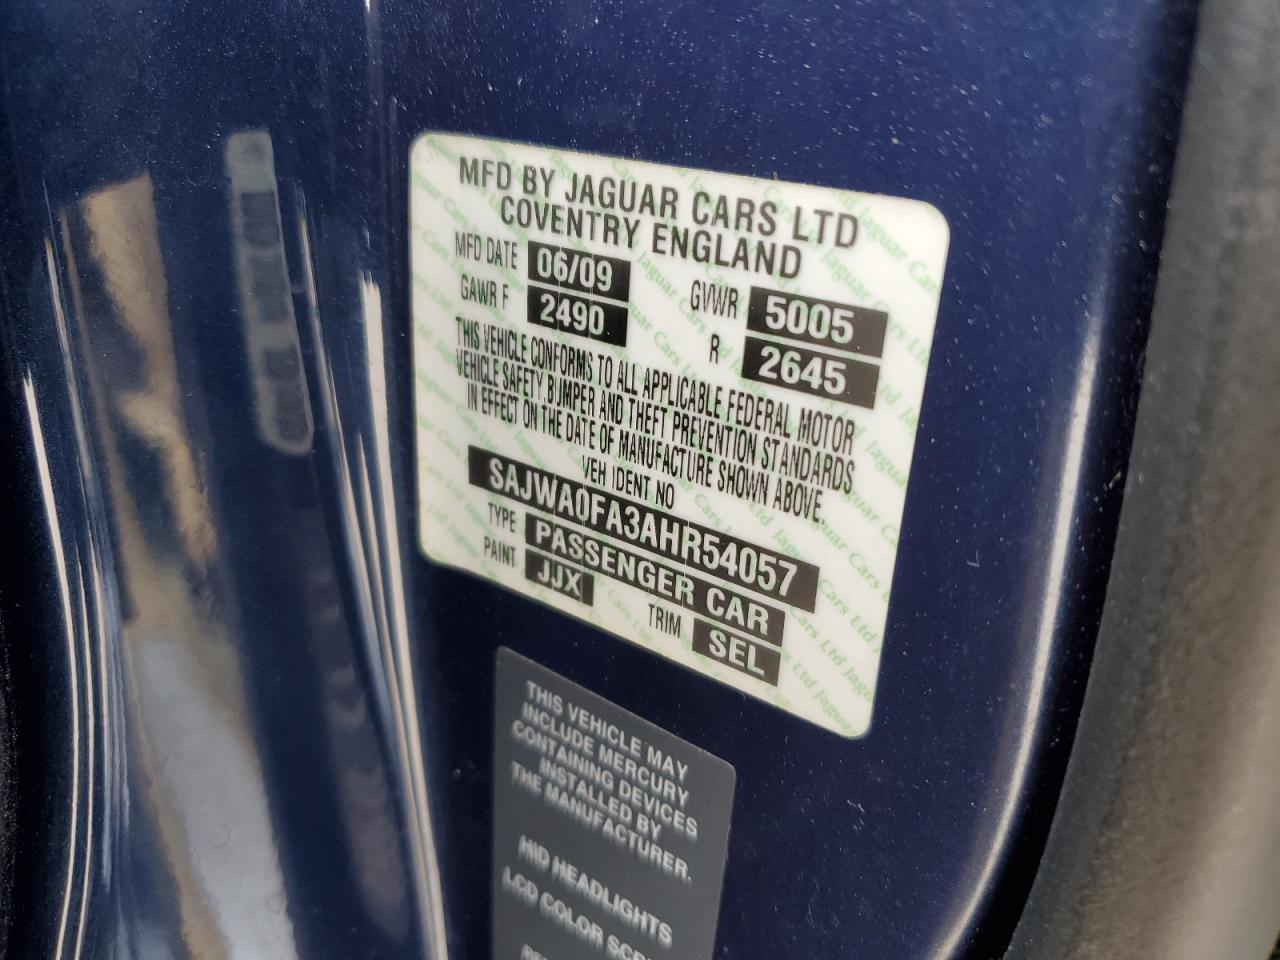 MFD BY JAGUAR CARS LTD
COVENTRY ENGLAND
MFD DATE 06/09 GVWR 5005
GAWR F 2490 R 2645
THIS VEHICLE CONFORMS TO ALL APPLICABLE FEDERAL MOTOR
VEHICLE SAFETY, BUMPER AND THEFT PREVENTION STANDARDS
IN EFFECT ON THE DATE OF MANUFACTURE SHOWN ABOVE.
VEH IDENT NO
SAJWA0FA3AHR54057
TYPE PASSENGER CAR
PAINT JJX TRIM SEL
THIS VEHICLE MAY
INCLUDE MERCURY
CONTAINING DEVICES
INSTALLED BY
THE MANUFACTURER.
HID HEADLIGHTS
LCD COLOR